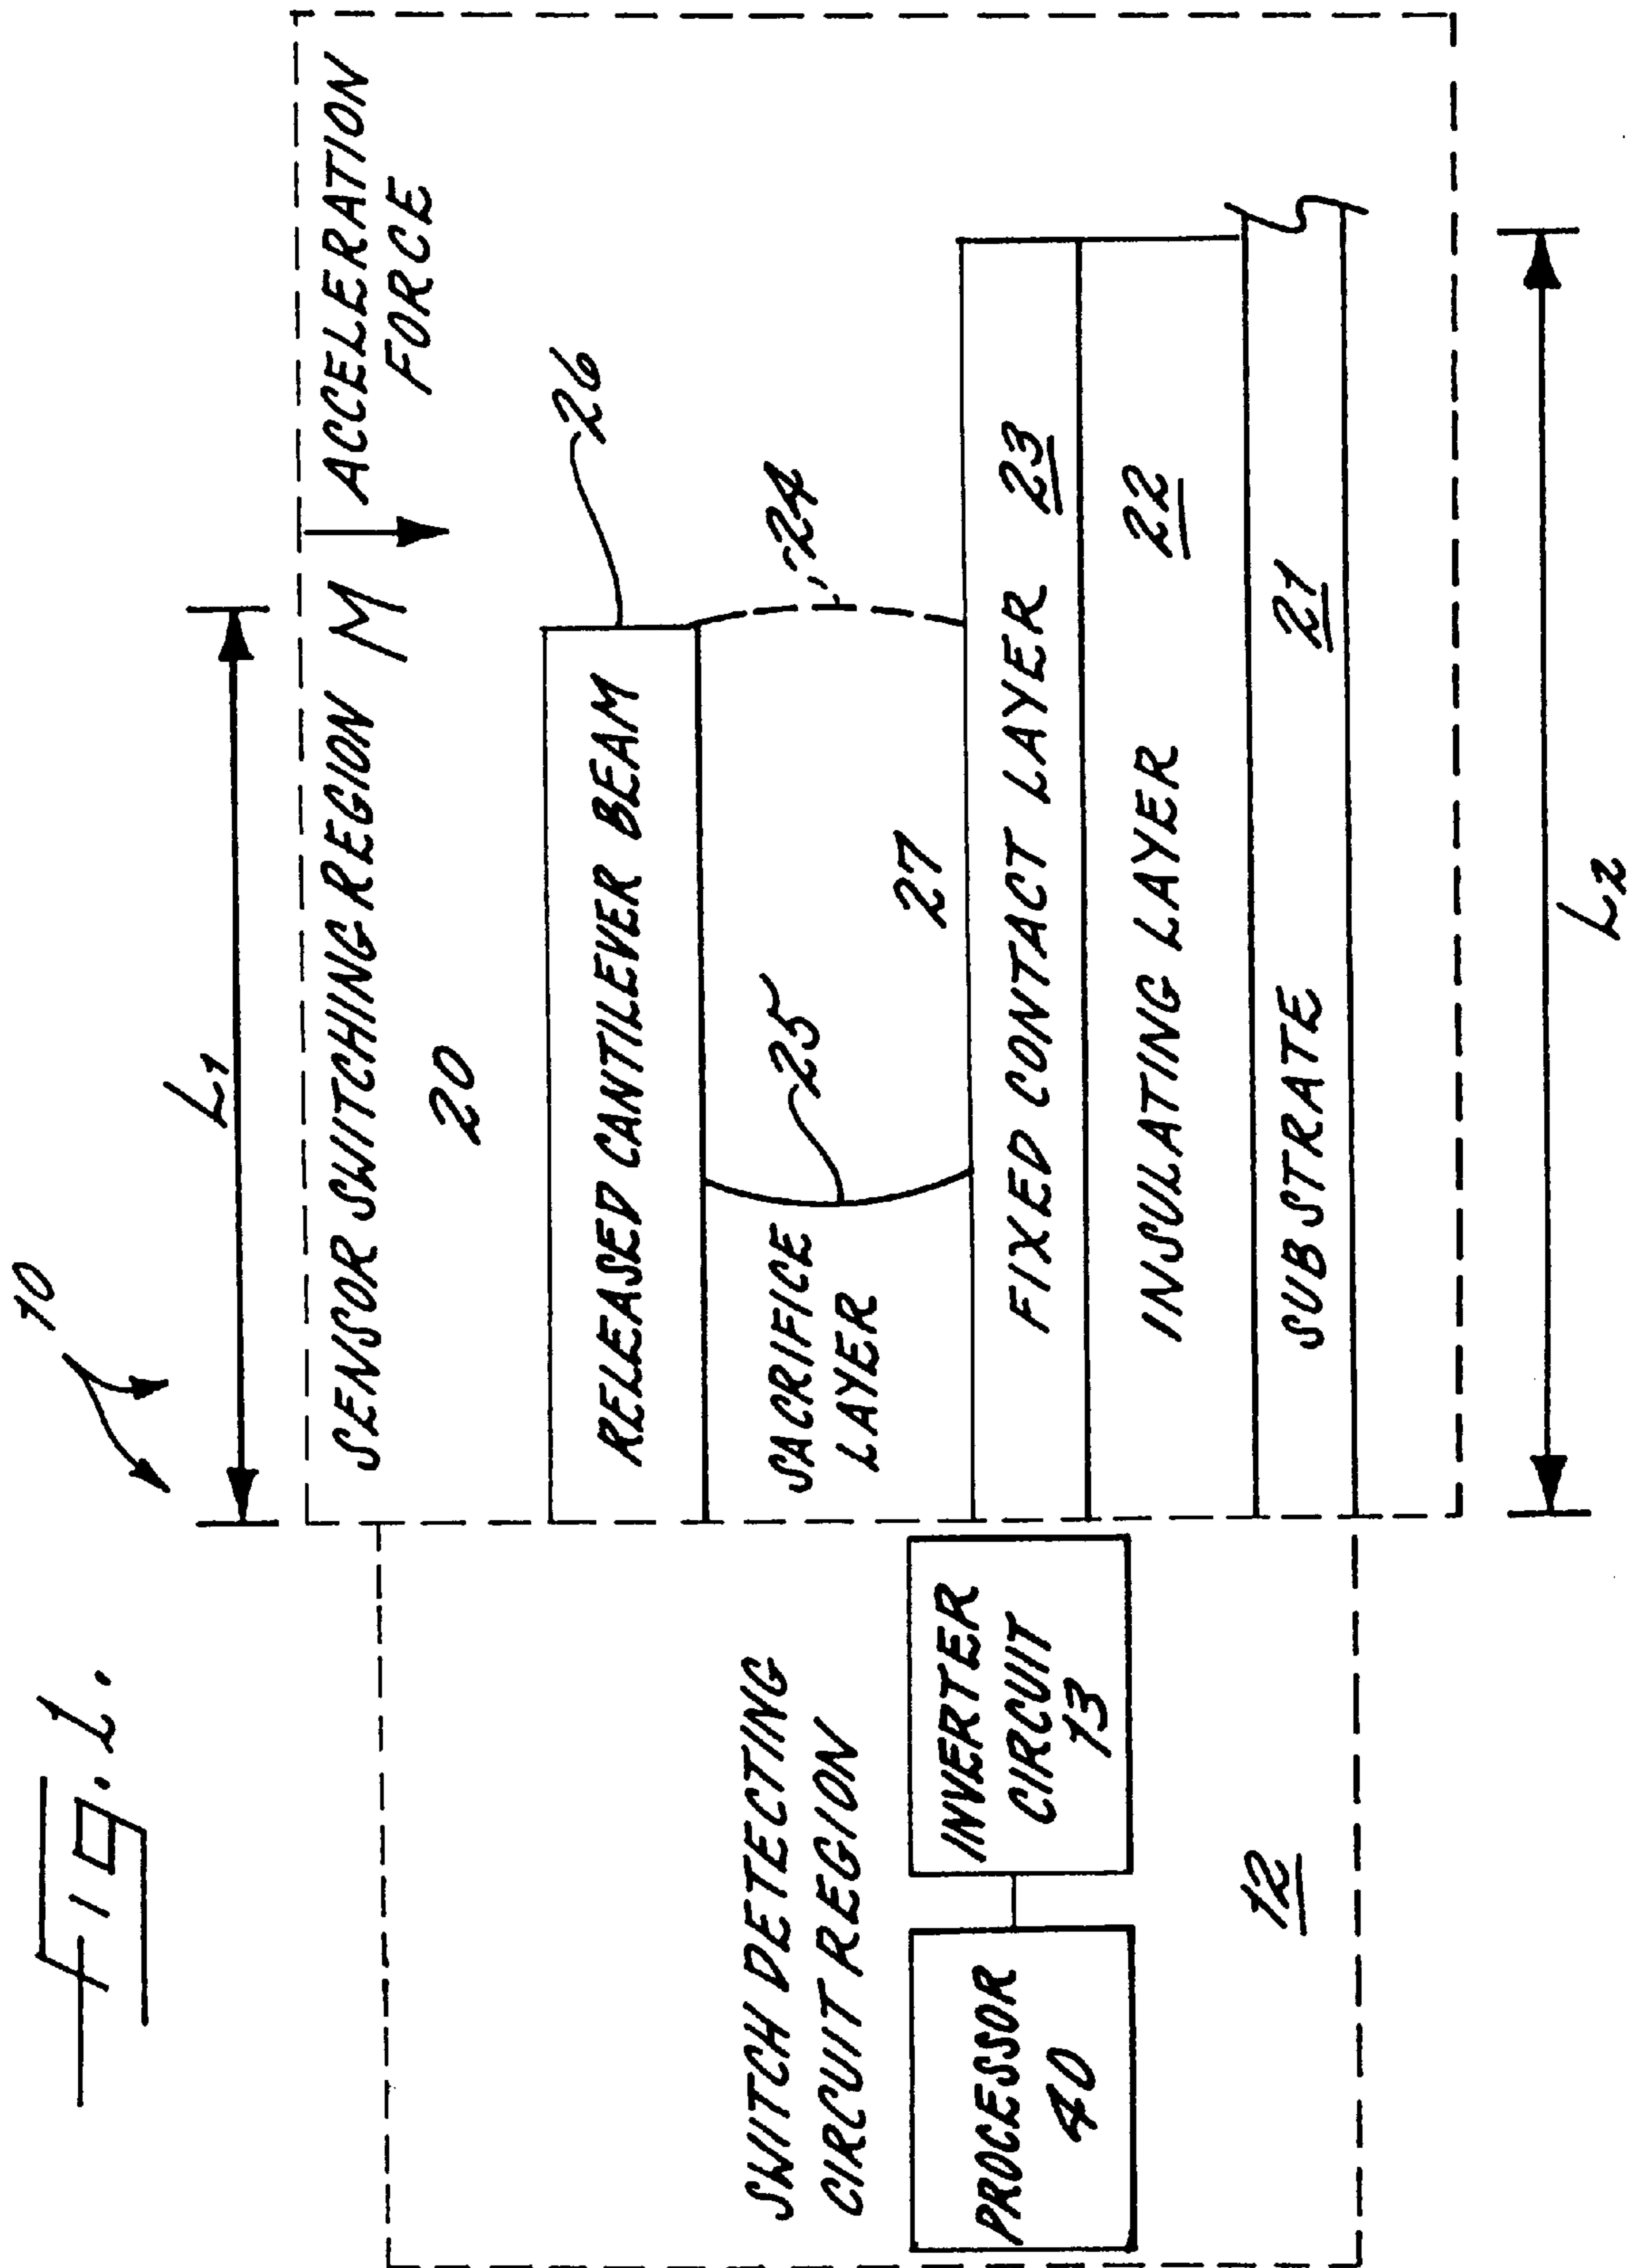 Fig. 1.
10
L1
SENSOR SWITCHING REGION
M
ACCELERATION
FORCE
20
26
RELEASED CANTILEVER BEAM
SACRIFICE
LAYER
25
24
27
FIXED CONTACT LAYER 23
INSULATING LAYER 22
SUBSTRATE 21
L2
SWITCH DETECTING
CIRCUIT REGION
PROCESSOR
40
INVERTER
CIRCUIT
13
12